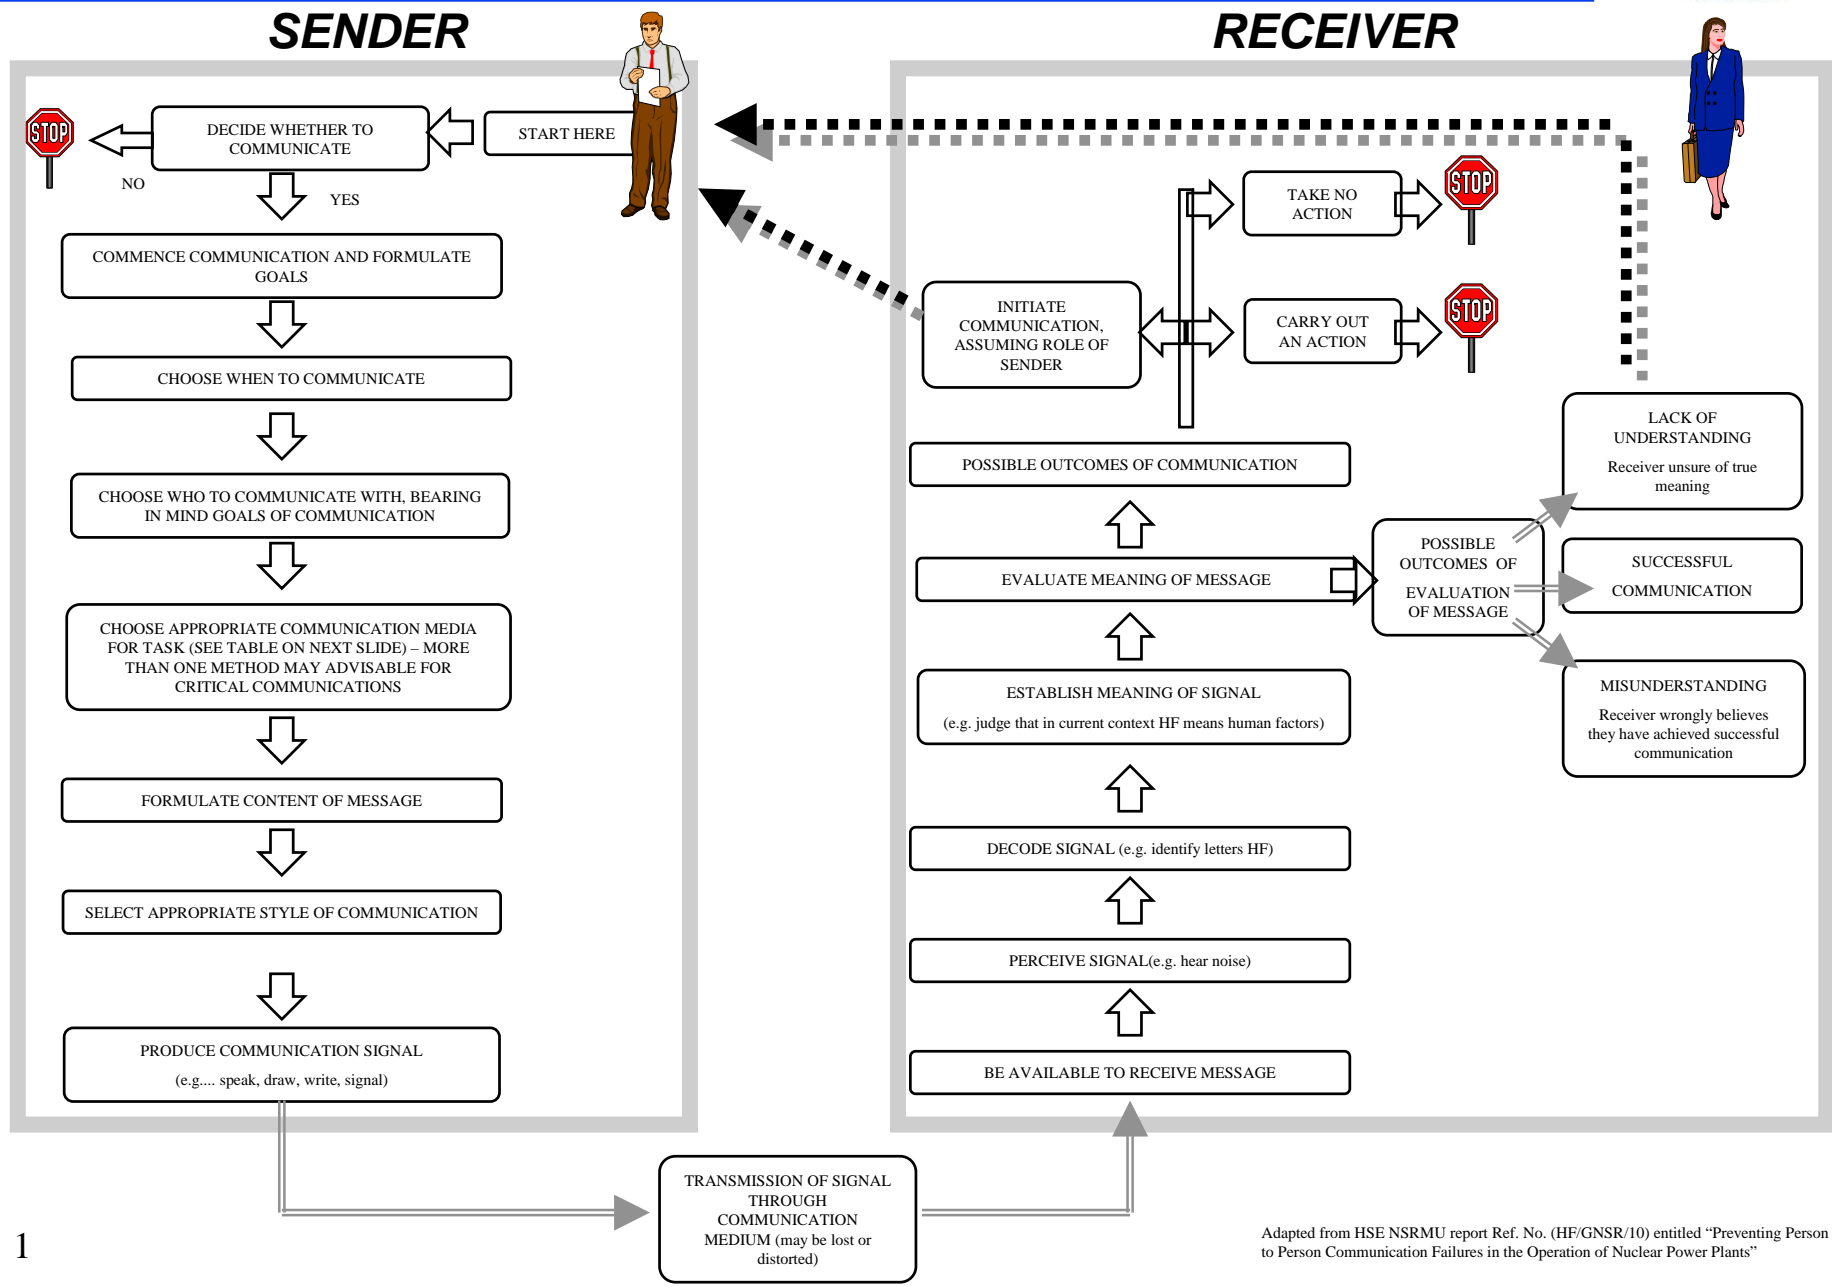 SENDER
START HERE
DECIDE WHETHER TO
COMMUNICATE
STOP
NO
YES
COMMENCE COMMUNICATION AND FORMULATE
GOALS
CHOOSE WHEN TO COMMUNICATE
CHOOSE WHO TO COMMUNICATE WITH, BEARING
IN MIND GOALS OF COMMUNICATION
CHOOSE APPROPRIATE COMMUNICATION MEDIA
FOR TASK (SEE TABLE ON NEXT SLIDE) – MORE
THAN ONE METHOD MAY ADVISABLE FOR
CRITICAL COMMUNICATIONS
FORMULATE CONTENT OF MESSAGE
SELECT APPROPRIATE STYLE OF COMMUNICATION
PRODUCE COMMUNICATION SIGNAL
(e.g.... speak, draw, write, signal)
TRANSMISSION OF SIGNAL
THROUGH
COMMUNICATION
MEDIUM (may be lost or
distorted)
RECEIVER
BE AVAILABLE TO RECEIVE MESSAGE
PERCEIVE SIGNAL(e.g. hear noise)
DECODE SIGNAL (e.g. identify letters HF)
ESTABLISH MEANING OF SIGNAL
(e.g. judge that in current context HF means human factors)
EVALUATE MEANING OF MESSAGE
POSSIBLE
OUTCOMES OF
EVALUATION
OF MESSAGE
LACK OF
UNDERSTANDING
Receiver unsure of true
meaning
SUCCESSFUL
COMMUNICATION
MISUNDERSTANDING
Receiver wrongly believes
they have achieved successful
communication
POSSIBLE OUTCOMES OF COMMUNICATION
INITIATE
COMMUNICATION,
ASSUMING ROLE OF
SENDER
TAKE NO
ACTION
STOP
CARRY OUT
AN ACTION
STOP
1
Adapted from HSE NSRMU report Ref. No. (HF/GNSR/10) entitled “Preventing Person
to Person Communication Failures in the Operation of Nuclear Power Plants”